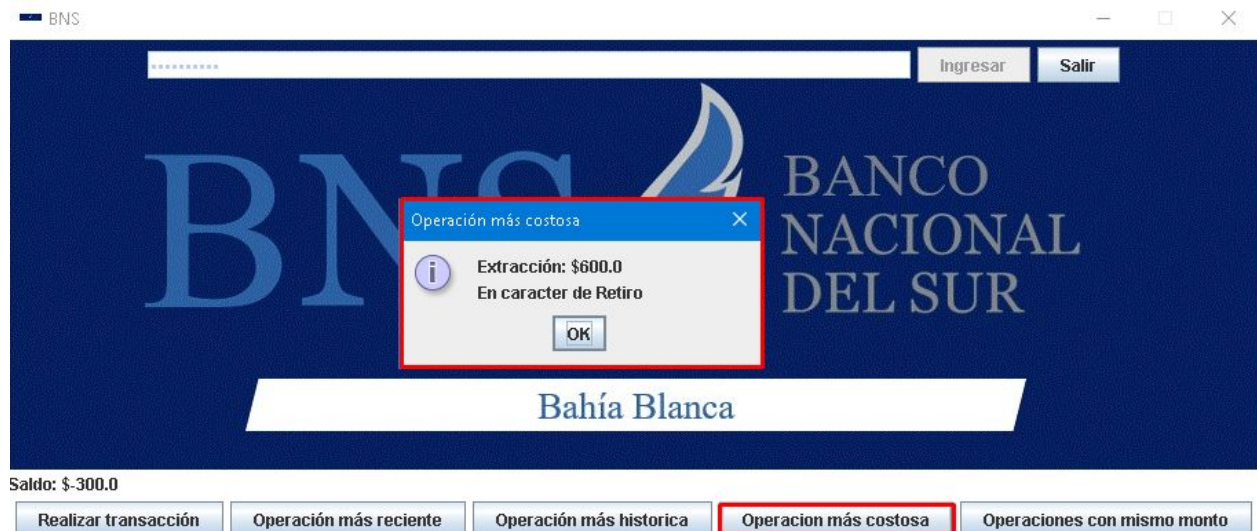 BNS
Ingresar
Salir
BNS
BANCO
NACIONAL
DEL SUR
Operación más costosa
Extracción: $600.0
En caracter de Retiro
OK
Bahía Blanca
Saldo: $-300.0
Realizar transacción
Operación más reciente
Operación más historica
Operacion más costosa
Operaciones con mismo monto